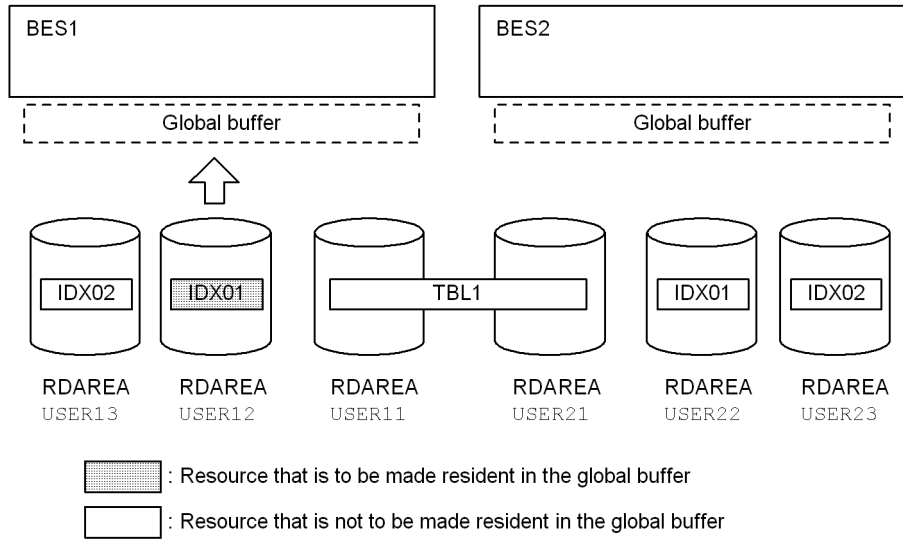 BES1
BES2
Global buffer
Global buffer
IDX02
IDX01
TBL1
IDX01
IDX02
RDAREA
USER13
RDAREA
USER12
RDAREA
USER11
RDAREA
USER21
RDAREA
USER22
RDAREA
USER23
: Resource that is to be made resident in the global buffer
: Resource that is not to be made resident in the global buffer